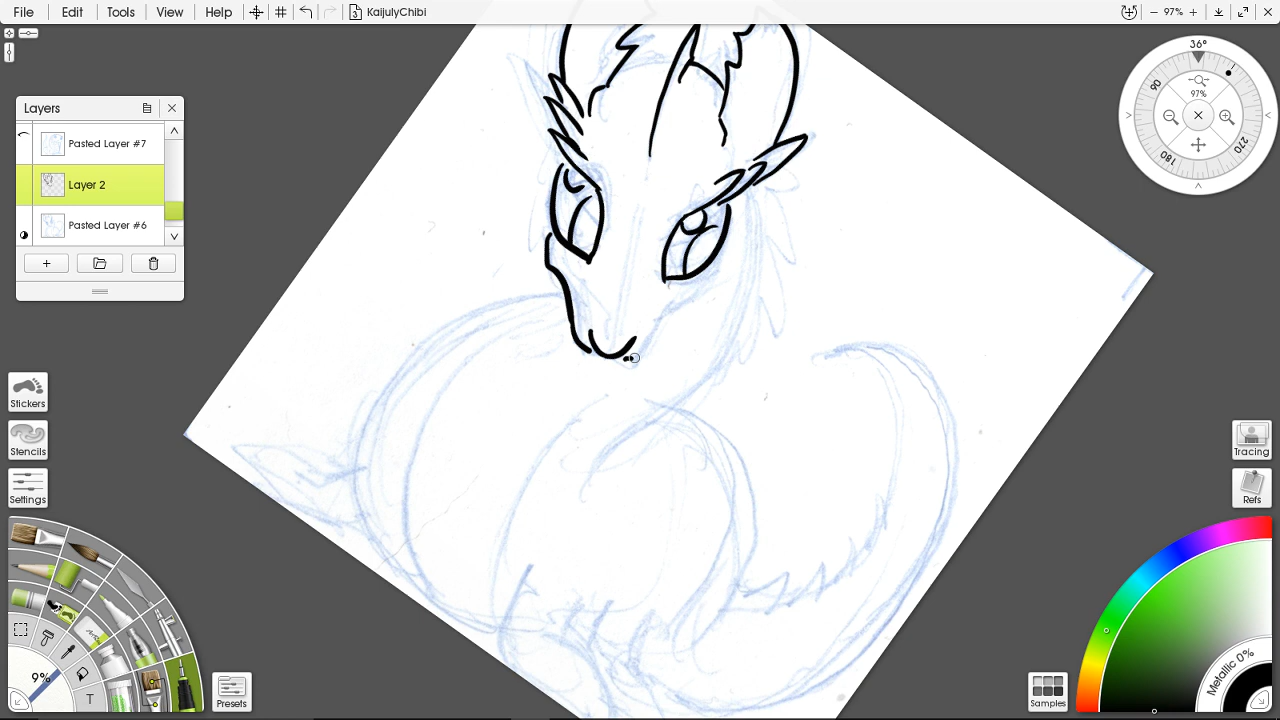 File Edit Tools View Help 3 KaijulyChibi 97%
Layers
Pasted Layer #7
Layer 2
Pasted Layer #6
36°
97%
90
270
180
Stickers
Stencils
Settings
Tracing
Refs
9%
T
Presets
Samples
Metallic 0%